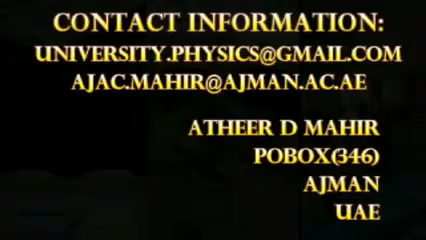 CONTACT INFORMATION:
UNIVERSITY.PHYSICS@GMAIL.COM
AJAC.MAHIR@AJMAN.AC.AE
ATHEER D MAHIR
POBOX(346)
AJMAN
UAE